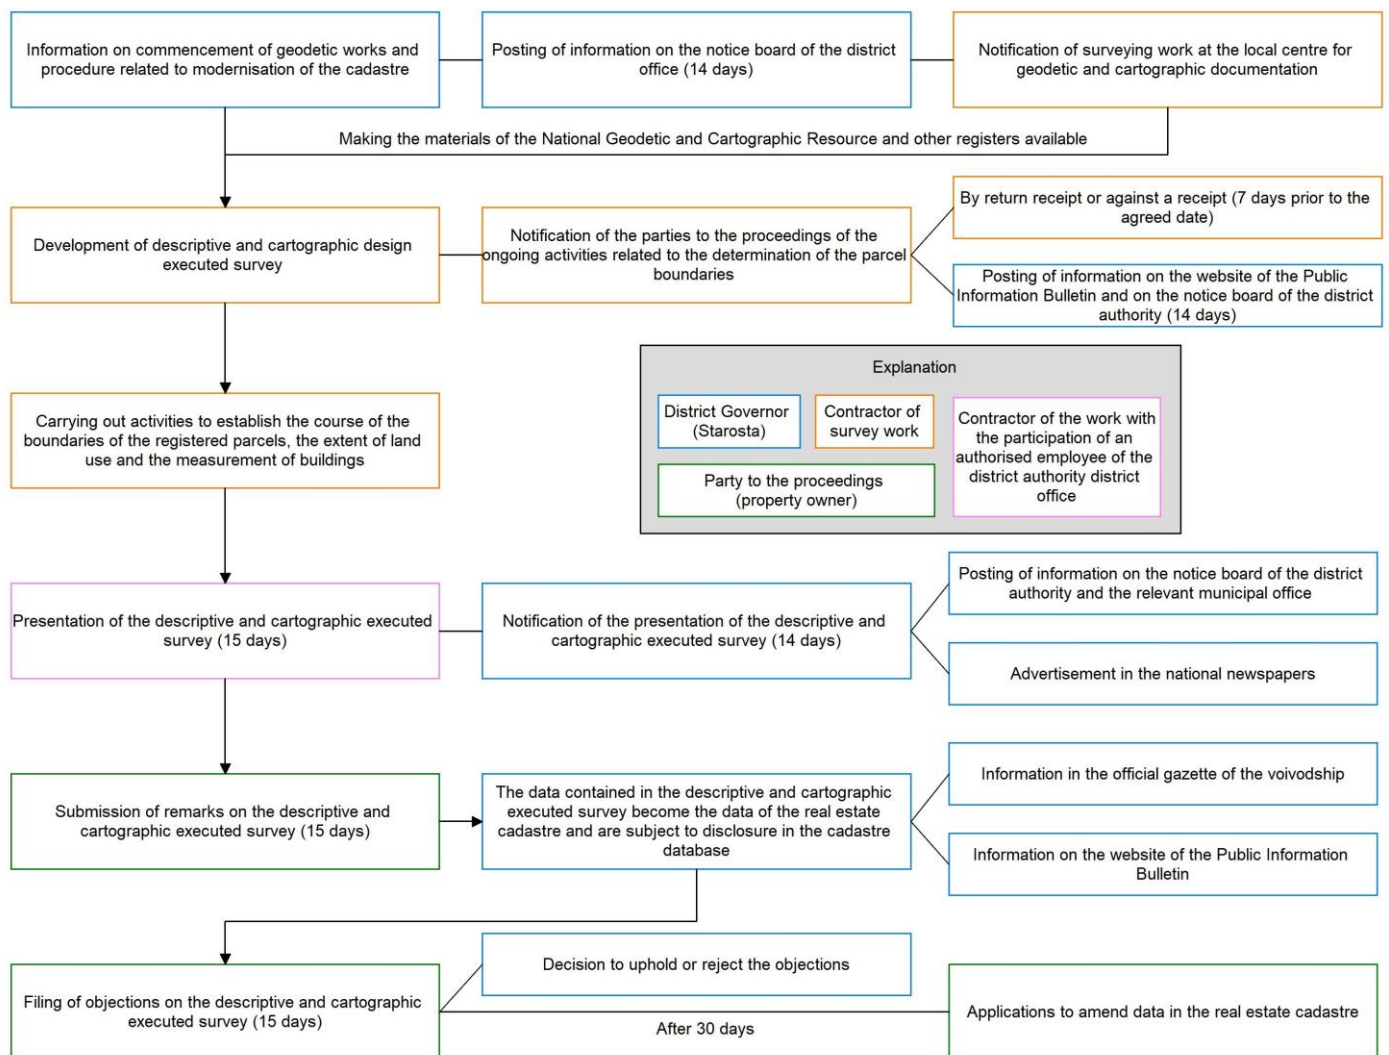 Information on commencement of geodetic works and
procedure related to modernisation of the cadastre
Posting of information on the notice board of the district
office (14 days)
Notification of surveying work at the local centre for
geodetic and cartographic documentation
Making the materials of the National Geodetic and Cartographic Resource and other registers available
Development of descriptive and cartographic design
executed survey
Notification of the parties to the proceedings of the
ongoing activities related to the determination of the parcel
boundaries
By return receipt or against a receipt (7 days prior to the
agreed date)
Posting of information on the website of the Public
Information Bulletin and on the notice board of the district
authority (14 days)
Carrying out activities to establish the course of the
boundaries of the registered parcels, the extent of land
use and the measurement of buildings
Explanation
District Governor
(Starosta)
Contractor of
survey work
Contractor of the work with
the participation of an
authorised employee of the
district authority district
office
Party to the proceedings
(property owner)
Presentation of the descriptive and cartographic executed
survey (15 days)
Notification of the presentation of the descriptive and
cartographic executed survey (14 days)
Posting of information on the notice board of the district
authority and the relevant municipal office
Advertisement in the national newspapers
Submission of remarks on the descriptive and
cartographic executed survey (15 days)
The data contained in the descriptive and cartographic
executed survey become the data of the real estate
cadastre and are subject to disclosure in the cadastre
database
Information in the official gazette of the voivodship
Information on the website of the Public Information
Bulletin
Filing of objections on the descriptive and cartographic
executed survey (15 days)
Decision to uphold or reject the objections
After 30 days
Applications to amend data in the real estate cadastre